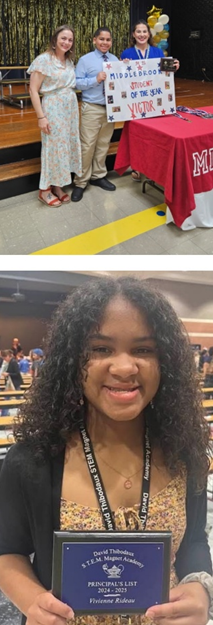 MIDDLEBROOK
STUDENT OF
THE YEAR
VICTOR
M
David Thibodaux
S.T.E.M. Magnet Academy
PRINCIPAL'S LIST
2024 - 2025
Vivienne Rideau
David Thibodaux STEM Magnet
Academy